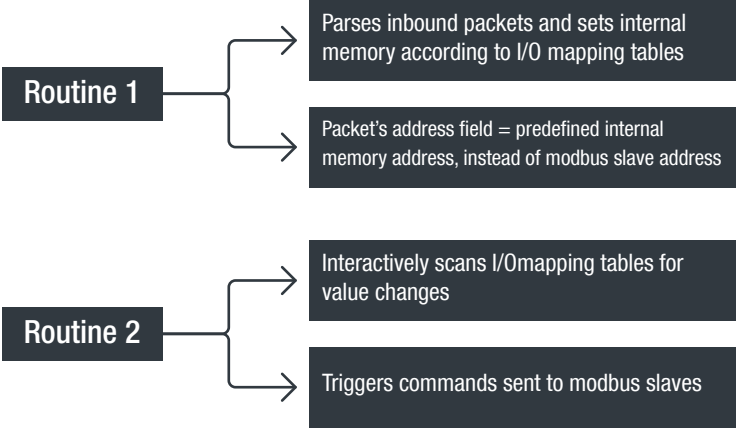 Routine 1
Parses inbound packets and sets internal
memory according to I/O mapping tables
Packet's address field = predefined internal
memory address, instead of modbus slave address
Routine 2
Interactively scans I/Omapping tables for
value changes
Triggers commands sent to modbus slaves